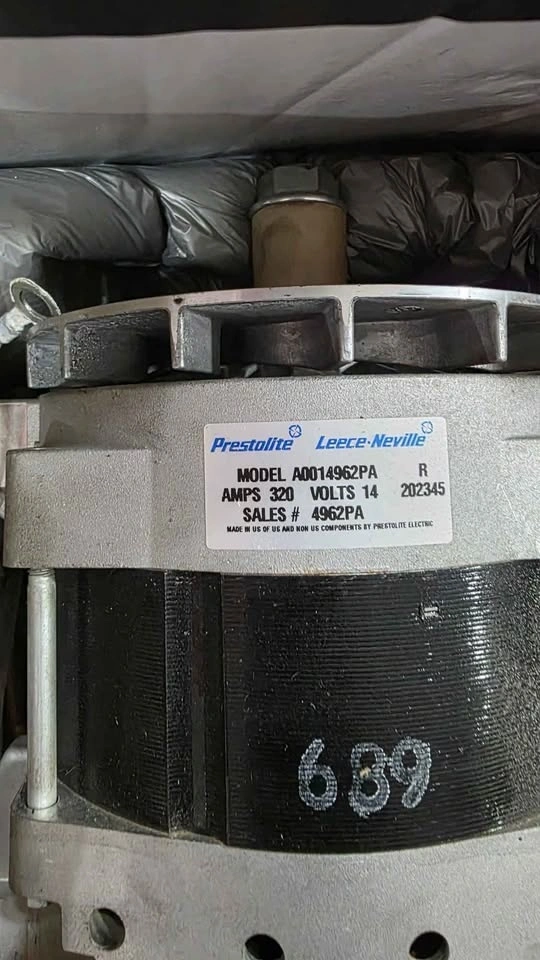 Prestolite Leece-Neville
MODEL A0014962PA R
AMPS 320 VOLTS 14 202345
SALES # 4962PA
MADE IN US OF US AND NON US COMPONENTS BY PRESTOLITE ELECTRIC
689